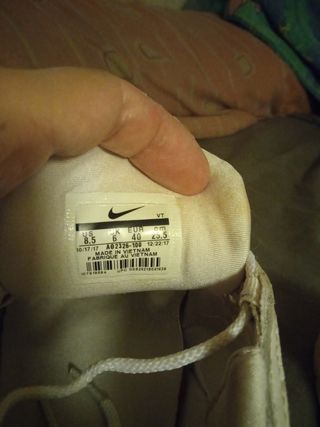 VT
US UK EUR cm
8.5 6 40 25.5
10/17/17 AQ2326-100 12/22/17
MADE IN VIETNAM
FABRIQUE AU VIETNAM